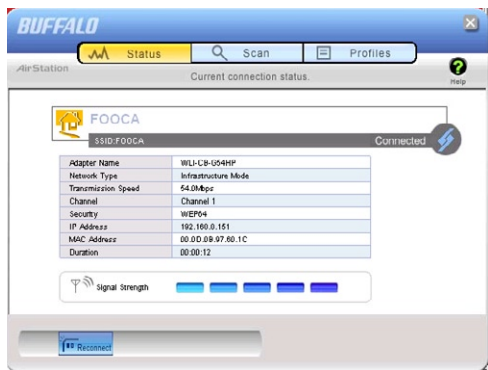 BUFFALO
Status Scan Profiles
AirStation
Current connection status.
Help
FOOCA
SSID:FOOCA
Connected
Adapter Name WLI-CB-G54HP
Network Type Infrastructure Mode
Transmission Speed 54.0Mbps
Channel Channel 1
Security WEP64
IP Address 192.168.0.151
MAC Address 00.0D.0B.97.60.1C
Duration 00:00:12
Signal Strength
Reconnect